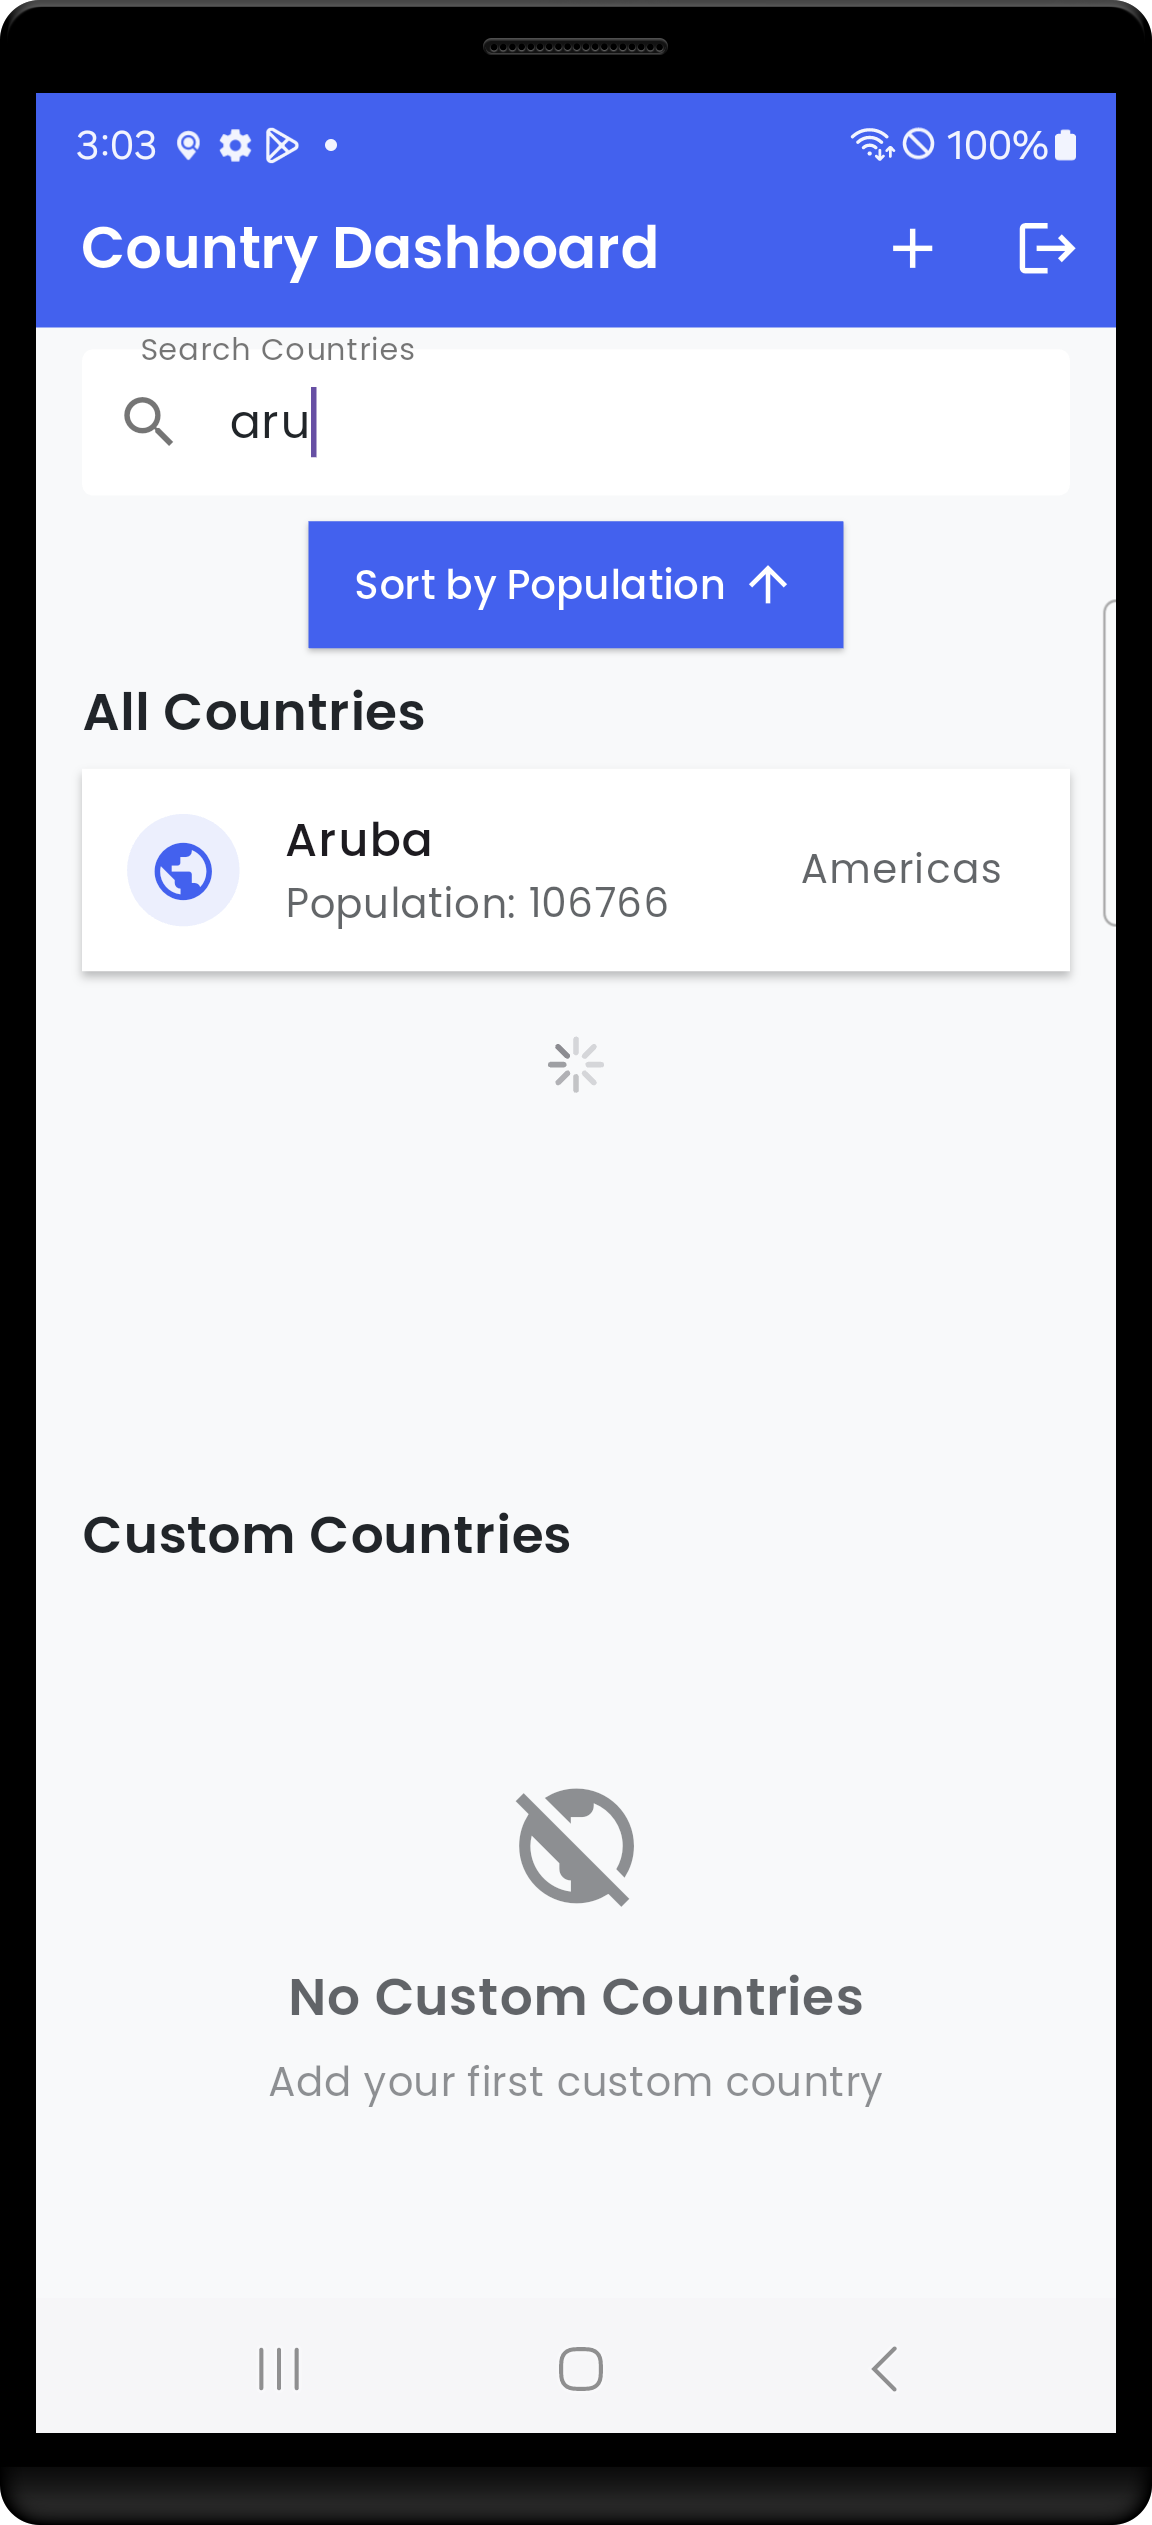 3:03
100%
Country Dashboard
Search Countries
aru
Sort by Population
All Countries
Aruba
Population: 106766
Americas
Custom Countries
No Custom Countries
Add your first custom country